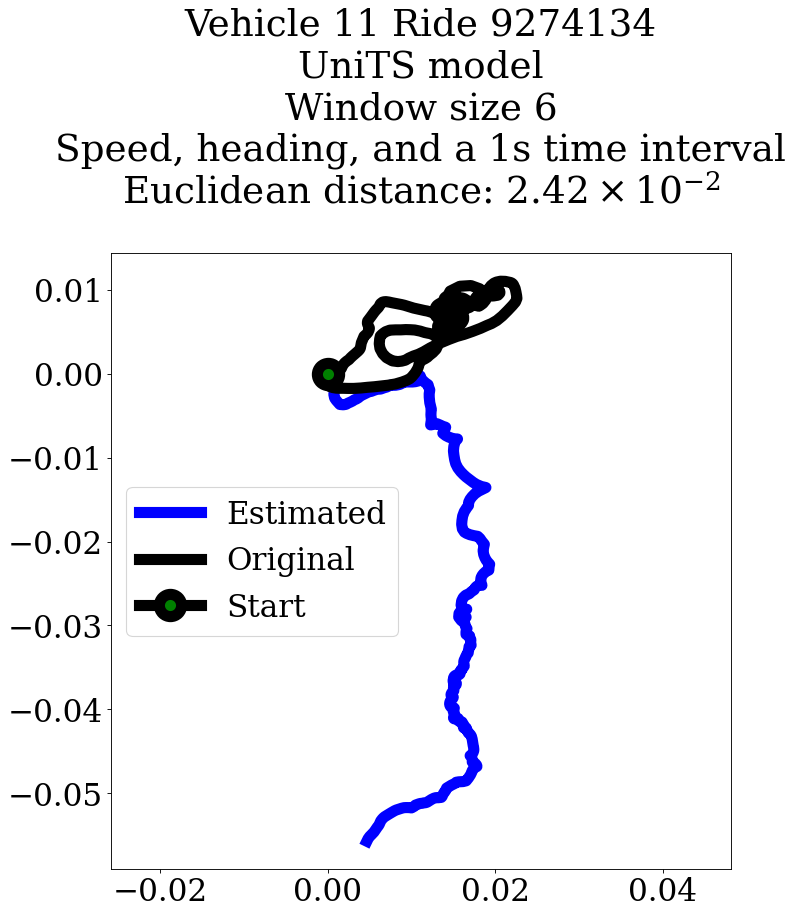 Vehicle 11 Ride 9274134
UniTS model
Window size 6
Speed, heading, and a 1s time interval
Euclidean distance: 2.42 × 10⁻²
0.01
0.00
−0.01
−0.02
−0.03
−0.04
−0.05
Estimated
Original
Start
−0.02
0.00
0.02
0.04